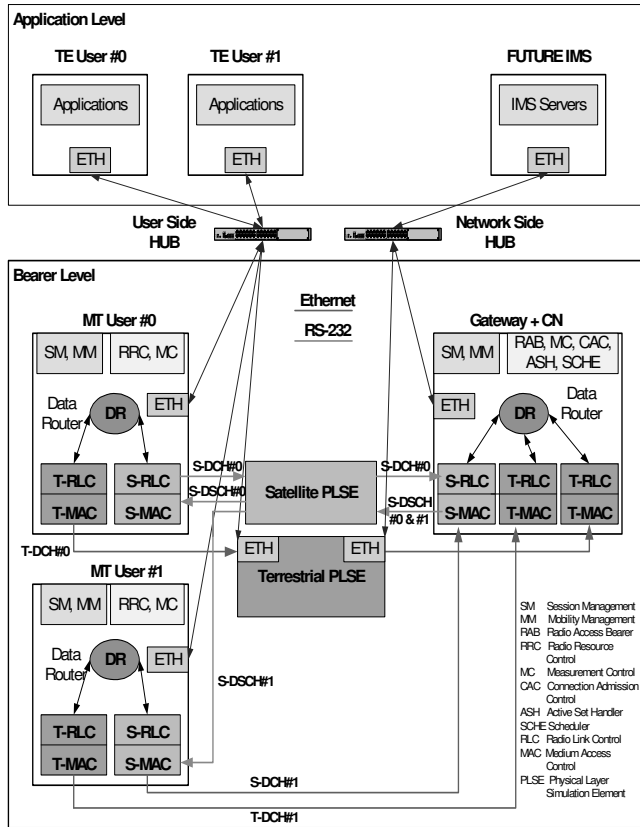 Application Level
TE User #0
TE User #1
FUTURE IMS
Applications
Applications
IMS Servers
ETH
ETH
ETH
User Side
HUB
Network Side
HUB
Bearer Level
Ethernet
RS-232
MT User #0
Gateway + CN
SM, MM
RRC, MC
SM, MM
RAB, MC, CAC,
ASH, SCHE
ETH
ETH
Data
Router
DR
DR
Data
Router
T-RLC
T-MAC
S-RLC
S-MAC
S-DCH#0
S-DSCH#0
Satellite PLSE
S-DCH#0
S-DSCH
#0 & #1
S-RLC
S-MAC
T-RLC
T-MAC
T-RLC
T-MAC
T-DCH#0
ETH
ETH
Terrestrial PLSE
MT User #1
SM, MM
RRC, MC
Data
Router
DR
ETH
T-RLC
T-MAC
S-RLC
S-MAC
S-DSCH#1
S-DCH#1
T-DCH#1
SM Session Management
MM Mobility Management
RAB Radio Access Bearer
RRC Radio Resource
Control
MC Measurement Control
CAC Connection Admission
Control
ASH Active Set Handler
SCHE Scheduler
RLC Radio Link Control
MAC Medium Access
Control
PLSE Physical Layer
Simulation Element